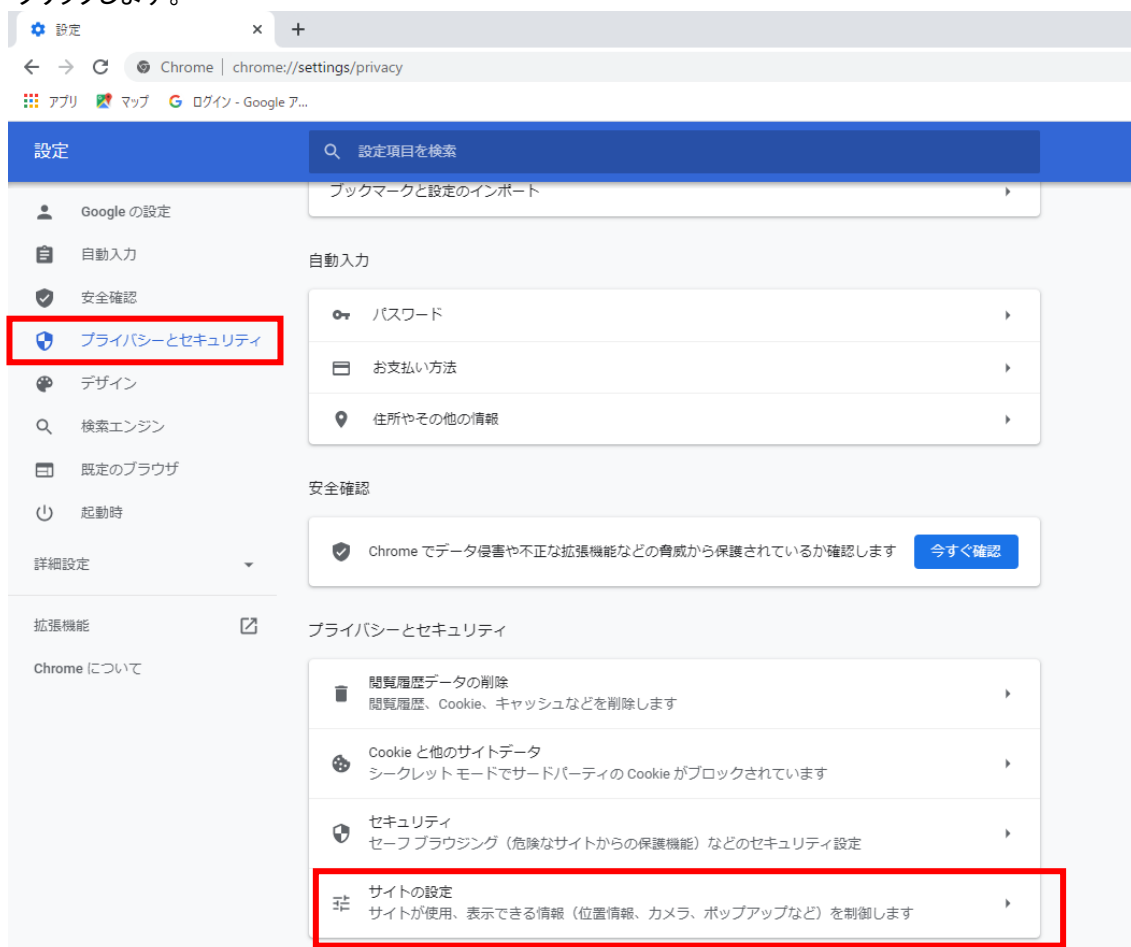 クリックします。
設定
Chrome | chrome://settings/privacy
アプリ マップ G ログイン - Google ア...
設定
設定項目を検索
Google の設定
自動入力
安全確認
プライバシーとセキュリティ
デザイン
検索エンジン
既定のブラウザ
起動時
詳細設定
拡張機能
Chrome について
ブックマークと設定のインポート
自動入力
パスワード
お支払い方法
住所やその他の情報
安全確認
Chrome でデータ侵害や不正な拡張機能などの脅威から保護されているか確認します 今すぐ確認
プライバシーとセキュリティ
閲覧履歴データの削除
閲覧履歴、Cookie、キャッシュなどを削除します
Cookie と他のサイトデータ
シークレット モードでサードパーティの Cookie がブロックされています
セキュリティ
セーフ ブラウジング（危険なサイトからの保護機能）などのセキュリティ設定
サイトの設定
サイトが使用、表示できる情報（位置情報、カメラ、ポップアップなど）を制御します